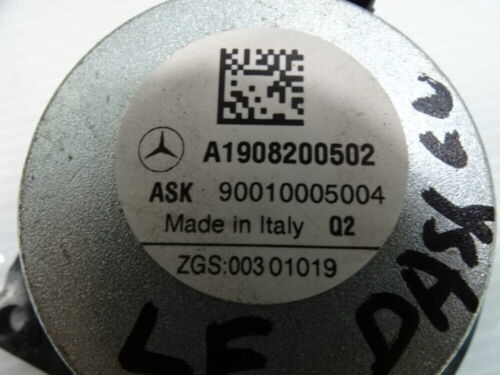 A1908200502
ASK 90010005004
Made in Italy Q2
ZGS:003 01019
LF DASH